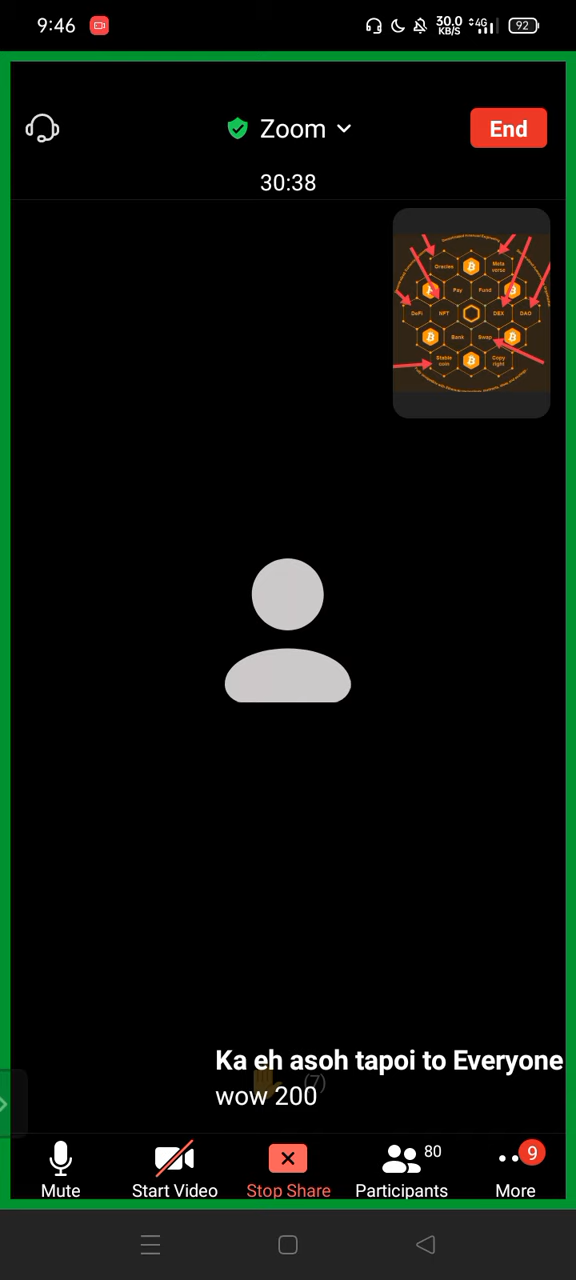 9:46
30.0
KB/S
4G
92
Zoom
End
30:38
Oracles
Meta
verse
Pay
Fund
DeFi
NFT
DEX
DAO
Bank
Swap
Stable
coin
Copy
right
Ka eh asoh tapoi to Everyone
(7)
wow 200
80
9
Mute
Start Video
Stop Share
Participants
More